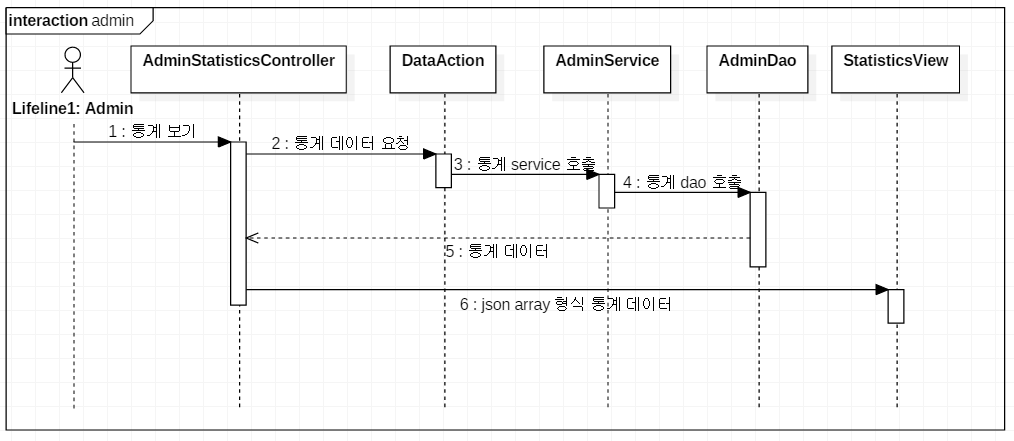 interaction admin
AdminStatisticsController
DataAction
AdminService
AdminDao
StatisticsView
Lifeline1: Admin
1 : 통계 보기
2 : 통계 데이터 요청
3 : 통계 service 호출
4 : 통계 dao 호출
5 : 통계 데이터
6 : json array 형식 통계 데이터